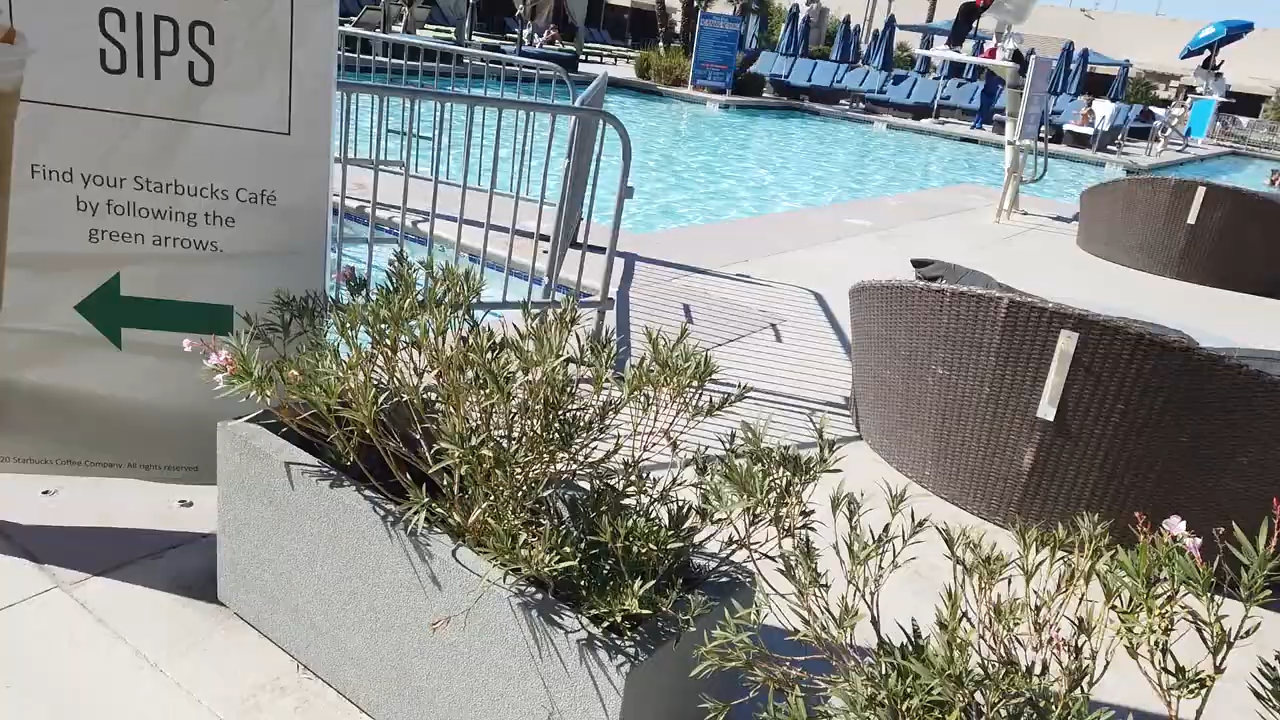 SIPS
Find your Starbucks Café
by following the
green arrows.
20 Starbucks Coffee Company. All rights reserved.